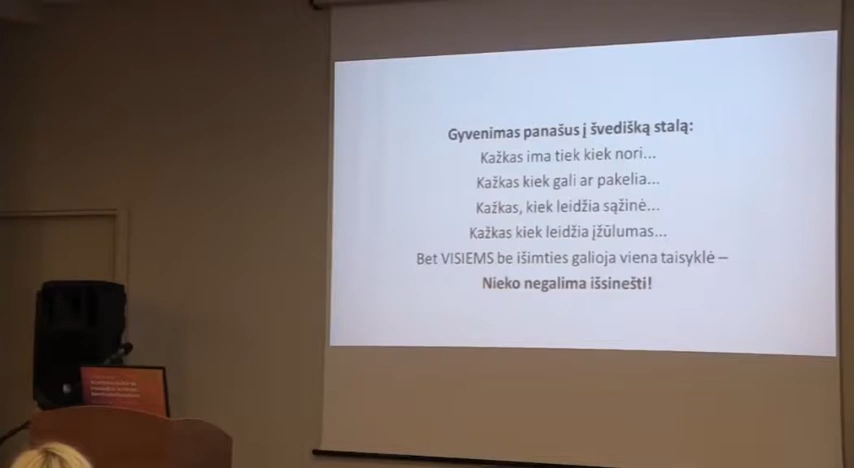 Gyvenimas panašus į švedišką stalą:
Kažkas ima tiek kiek nori...
Kažkas kiek gali ar pakelia...
Kažkas, kiek leidžia sąžinė...
Kažkas kiek leidžia įžūlumas...
Bet VISIEMS be išimties galioja viena taisyklė –
Nieko negalima išsinešti!